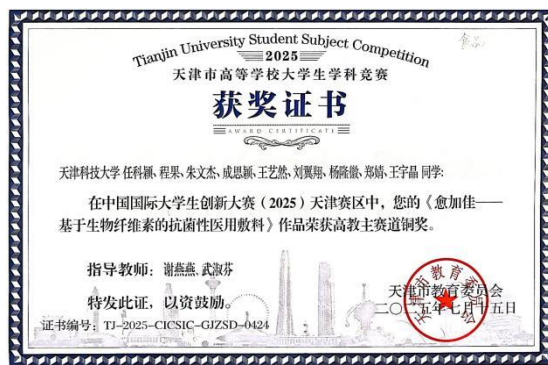 食品
Tianjin University Student Subject Competition
2025
天津市高等学校大学生学科竞赛
获奖证书
AWARD CERTIFICATE
天津科技大学 任科颖、程果、朱文杰、成思颖、王艺然、刘翼翔、杨隆徽、郑婧、王宇晶 同学:
在中国国际大学生创新大赛（2025）天津赛区中，您的《愈加佳——
基于生物纤维素的抗菌性医用敷料》作品荣获高教主赛道铜奖。
指导教师：谢燕燕、武淑芬
特发此证，以资鼓励。
天津市教育委员会
二〇二五年七月十五日
证书编号：TJ-2025-CICSIC-GJZSD-0424